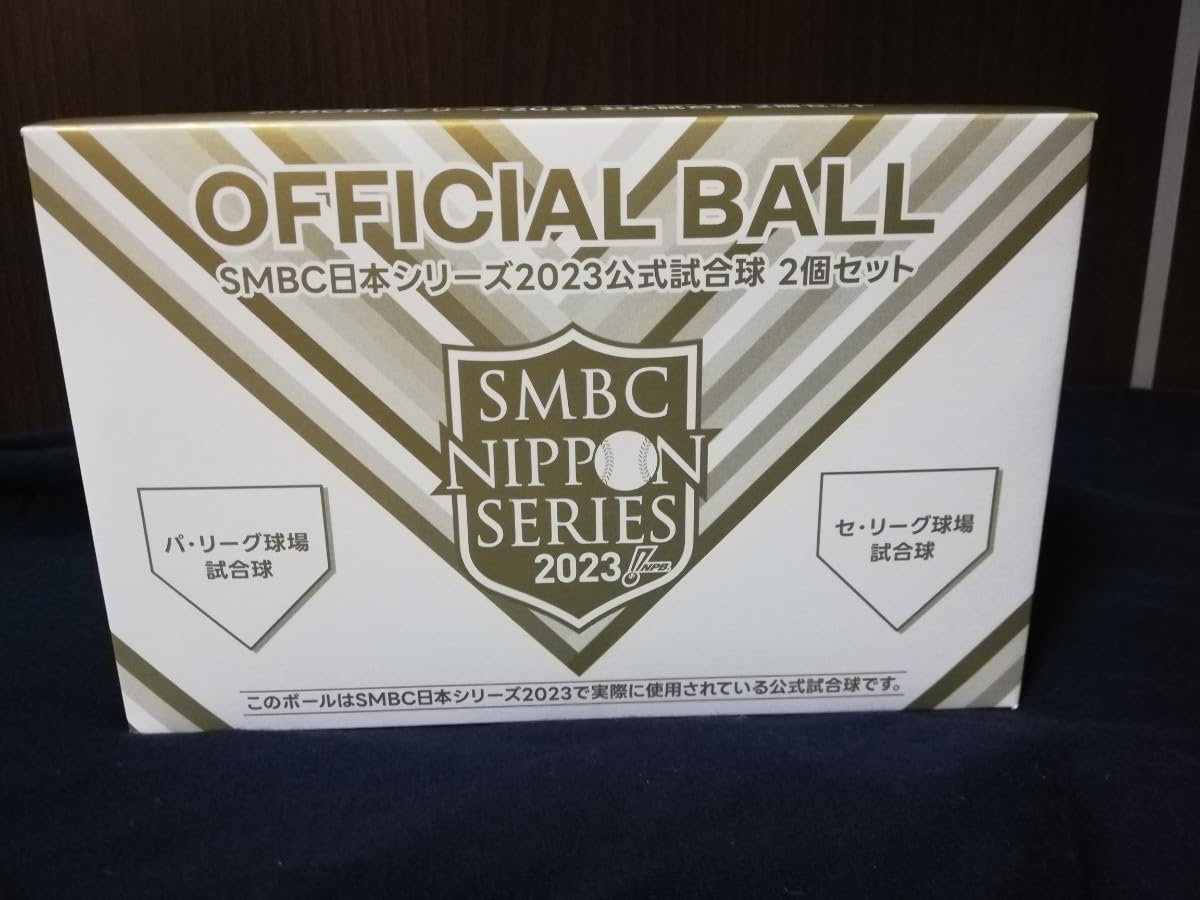 OFFICIAL BALL
SMBC日本シリーズ2023公式試合球 2個セット
SMBC
NIPPON
SERIES
2023 NPB.
パ・リーグ球場
試合球
セ・リーグ球場
試合球
このボールはSMBC日本シリーズ2023で実際に使用されている公式試合球です。